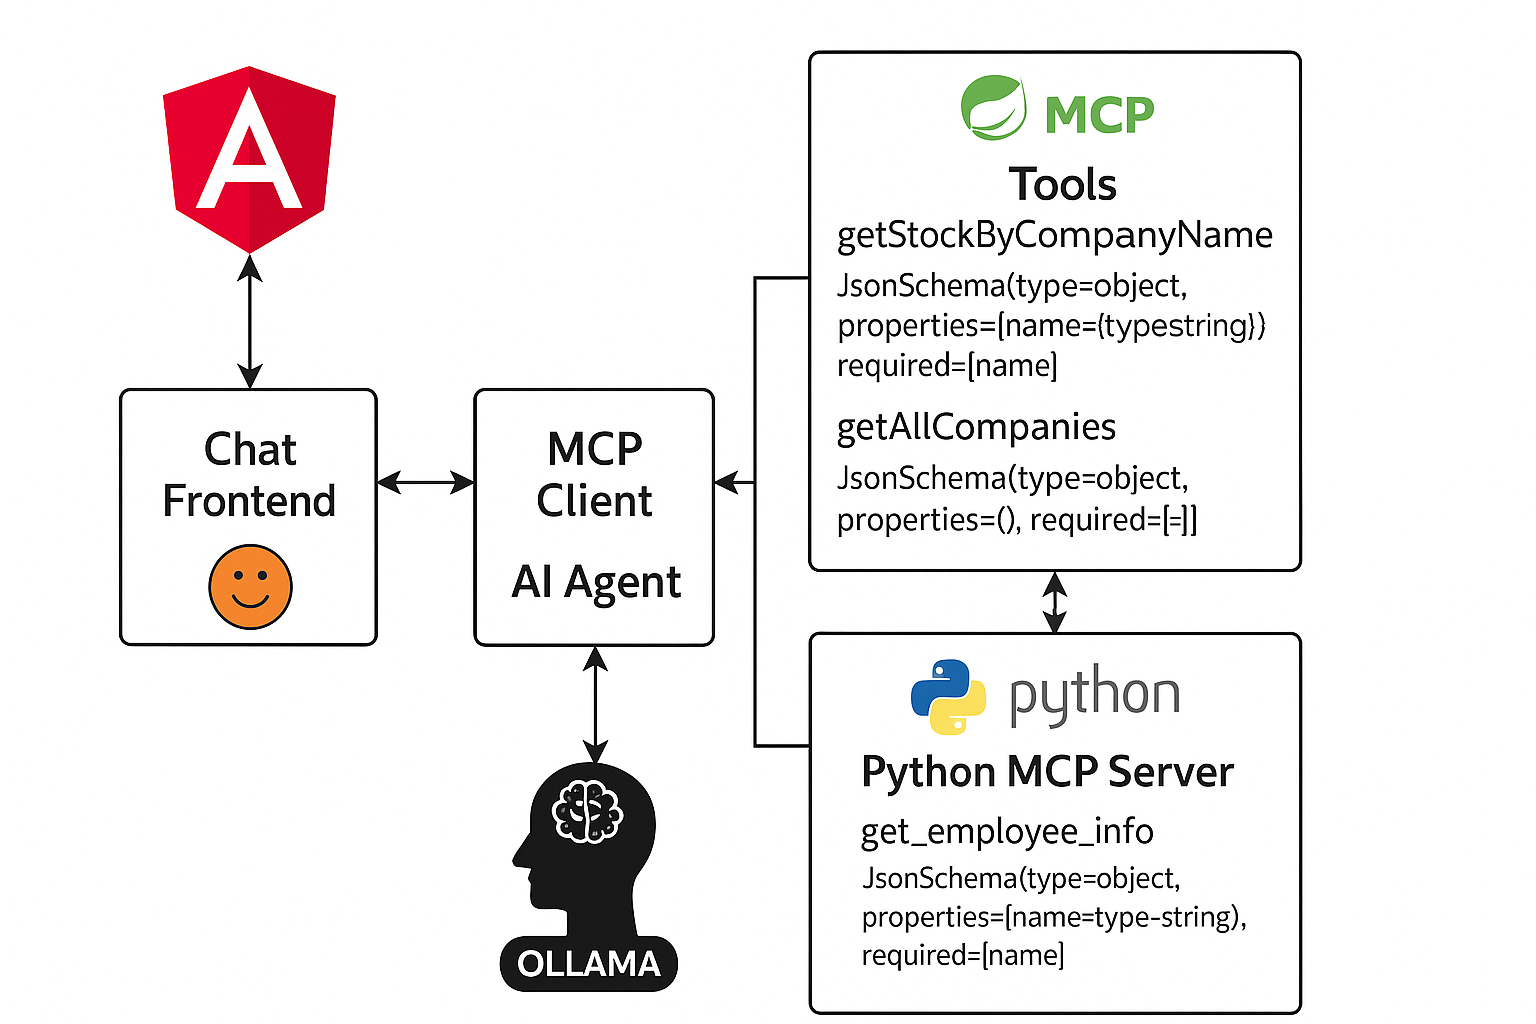 A
Chat
Frontend
MCP
Client
AI Agent
OLLAMA
MCP
Tools
getStockByCompanyName
JsonSchema(type=object,
properties=[name=(typestring}}
required=[name]
getAllCompanies
JsonSchema(type=object,
properties=(), required=[=]]
python
Python MCP Server
get_employee_info
JsonSchema(type=object,
properties=[name=type-string),
required=[name]